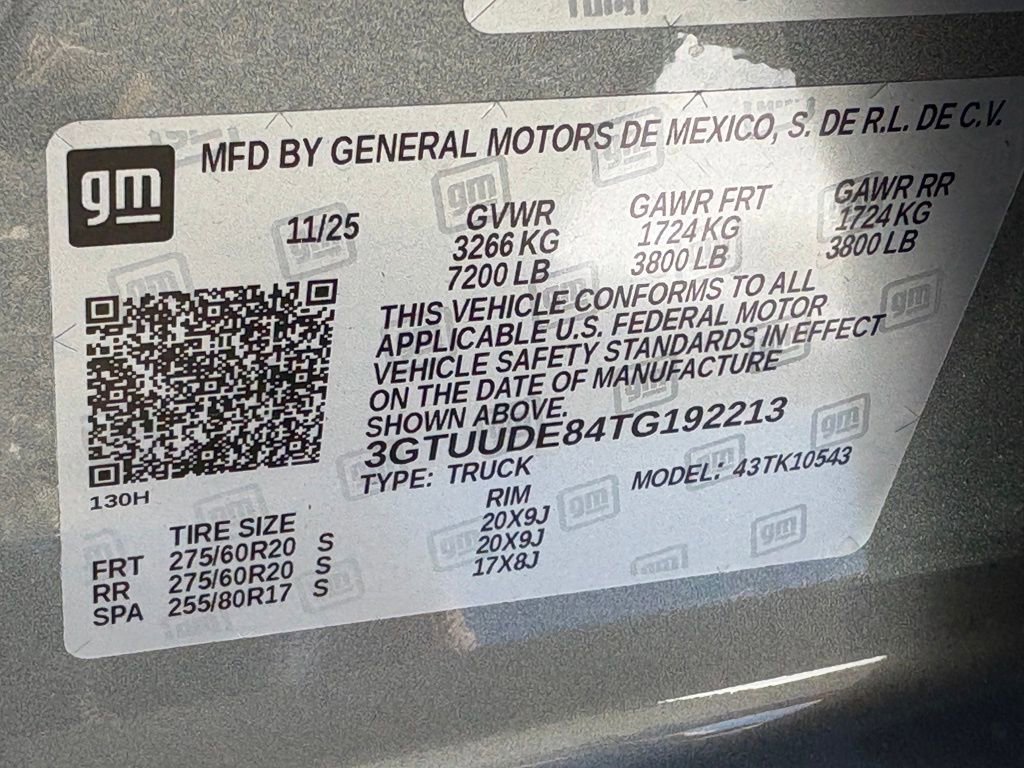 gm
MFD BY GENERAL MOTORS DE MEXICO, S. DE R.L. DE C.V.
11/25 GVWR GAWR FRT GAWR RR
3266 KG 1724 KG 1724 KG
7200 LB 3800 LB 3800 LB
THIS VEHICLE CONFORMS TO ALL
APPLICABLE U.S. FEDERAL MOTOR
VEHICLE SAFETY STANDARDS IN EFFECT
ON THE DATE OF MANUFACTURE
SHOWN ABOVE.
3GTUUDE84TG192213
TYPE: TRUCK MODEL: 43TK10543
130H
TIRE SIZE RIM
FRT 275/60R20 S 20X9J
RR 275/60R20 S 20X9J
SPA 255/80R17 S 17X8J